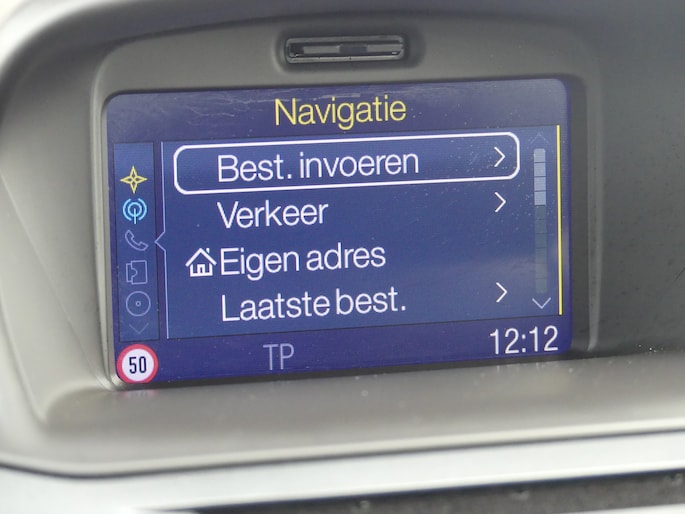 Navigatie
Best. invoeren
Verkeer
Eigen adres
Laatste best.
50
TP
12:12